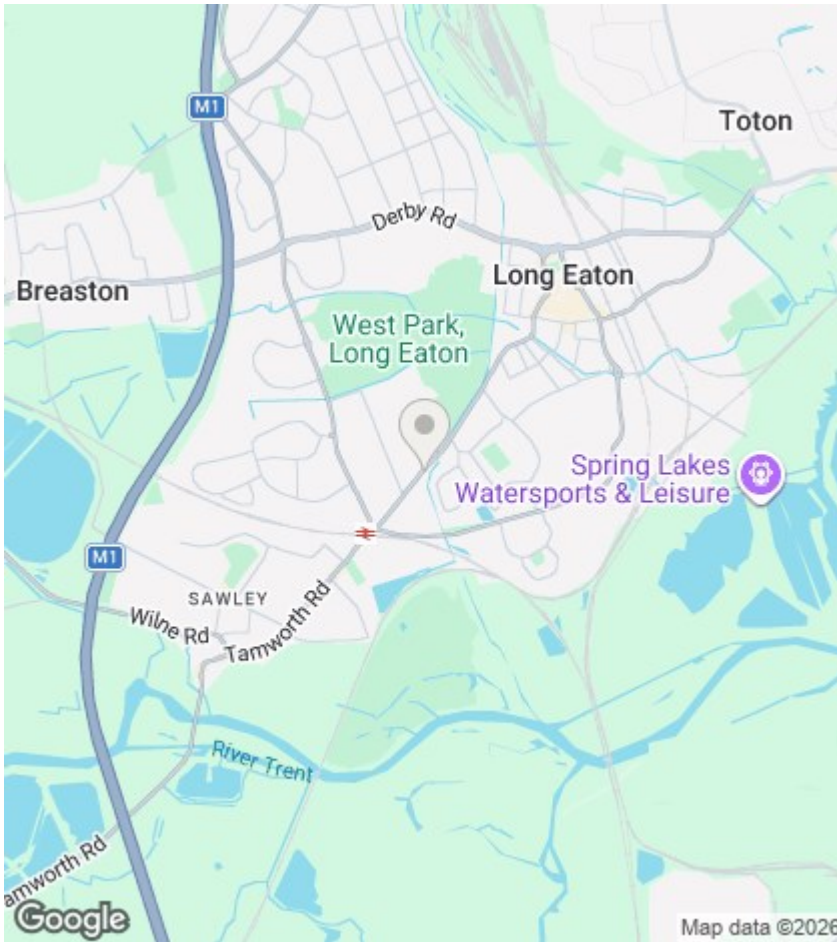 M1
Toton
Derby Rd
Long Eaton
Breaston
West Park,
Long Eaton
Spring Lakes
Watersports & Leisure
M1
SAWLEY
Wilne Rd
Tamworth Rd
River Trent
amworth Rd
Google
Map data ©2026